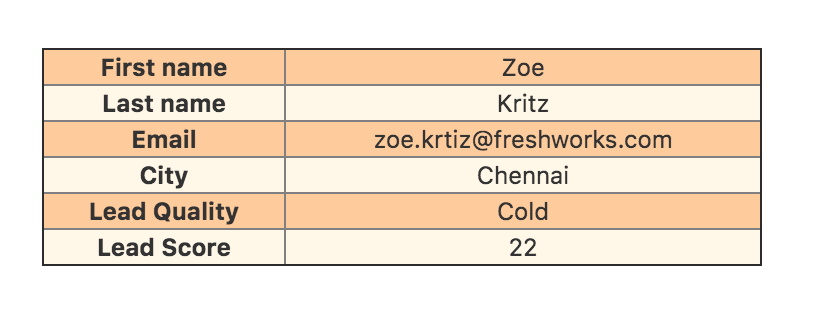 First name Zoe
Last name Kritz
Email zoe.krtiz@freshworks.com
City Chennai
Lead Quality Cold
Lead Score 22